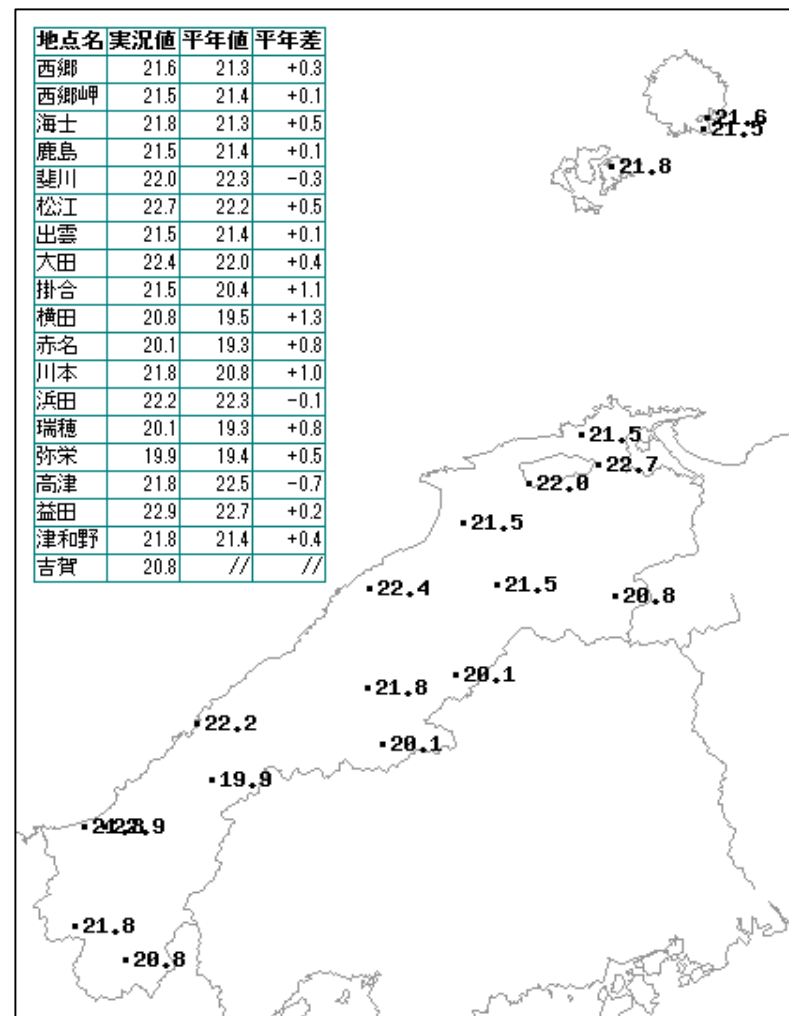 地点名 実況値 平年値 平年差
西郷 21.6 21.3 +0.3
西郷岬 21.5 21.4 +0.1
海士 21.8 21.3 +0.5
鹿島 21.5 21.4 +0.1
斐川 22.0 22.3 -0.3
松江 22.7 22.2 +0.5
出雲 21.5 21.4 +0.1
大田 22.4 22.0 +0.4
掛合 21.5 20.4 +1.1
横田 20.8 19.5 +1.3
赤名 20.1 19.3 +0.8
川本 21.8 20.8 +1.0
浜田 22.2 22.3 -0.1
瑞穂 20.1 19.3 +0.8
弥栄 19.9 19.4 +0.5
高津 21.8 22.5 -0.7
益田 22.9 22.7 +0.2
津和野 21.8 21.4 +0.4
吉賀 20.8 // //
21.6
21.5
21.8
21.5
22.7
22.0
21.5
22.4
21.5
20.8
20.1
21.8
22.2
20.1
19.9
21.8
22.9
21.8
20.8